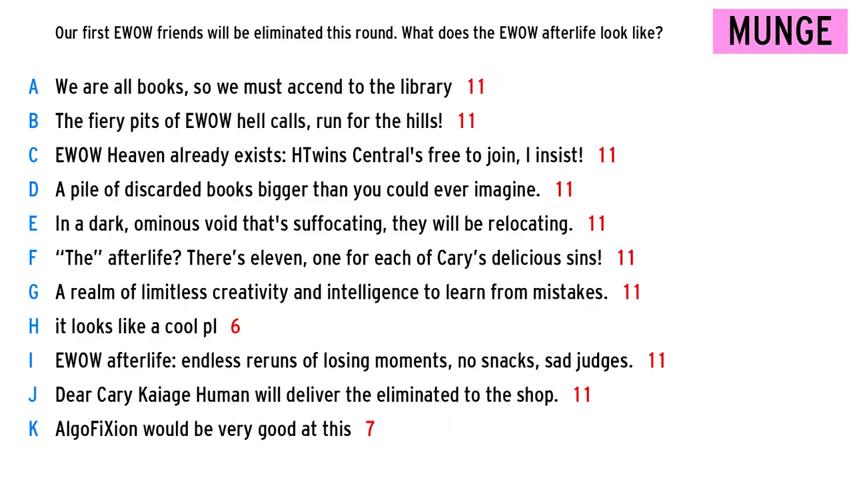 Our first EWOW friends will be eliminated this round. What does the EWOW afterlife look like?
MUNGE
A We are all books, so we must accend to the library 11
B The fiery pits of EWOW hell calls, run for the hills! 11
C EWOW Heaven already exists: HTwins Central's free to join, I insist! 11
D A pile of discarded books bigger than you could ever imagine. 11
E In a dark, ominous void that's suffocating, they will be relocating. 11
F “The” afterlife? There’s eleven, one for each of Cary’s delicious sins! 11
G A realm of limitless creativity and intelligence to learn from mistakes. 11
H it looks like a cool pl 6
I EWOW afterlife: endless reruns of losing moments, no snacks, sad judges. 11
J Dear Cary Kaiage Human will deliver the eliminated to the shop. 11
K AlgoFiXion would be very good at this 7